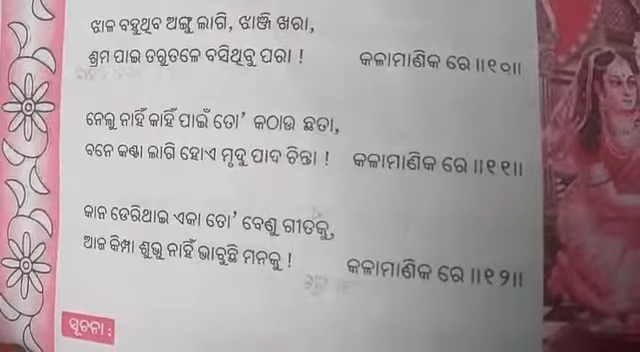 ଝାଳ ବହୁଥିବ ଅଙ୍ଗୁ ଲାଗି, ଝାଞ୍ଜି ଖରା,
ଶ୍ରମ ପାଇ ତରୁତଳେ ବସିଥିବୁ ପରା ! କଳାମାଣିକ ରେ ॥୧୦॥
ନେଲୁ ନାହିଁ କାହିଁ ପାଇଁ ତୋ' କଠାଉ ଛତା,
ବନେ କଣ୍ଟା ଲାଗି ହୋଏ ମୃଦୁ ପାଦ ଚିନ୍ତା ! କଳାମାଣିକ ରେ ॥୧୧॥
କାନ ଡେରିଥାଇ ଏକା ତୋ' ବେଣୁ ଗୀତକୁ,
ଆଜ କିମ୍ପା ଶୁଭୁ ନାହିଁ ଭାବୁଛି ମନକୁ ! କଳାମାଣିକ ରେ ॥୧୨॥
ସୂଚନା :